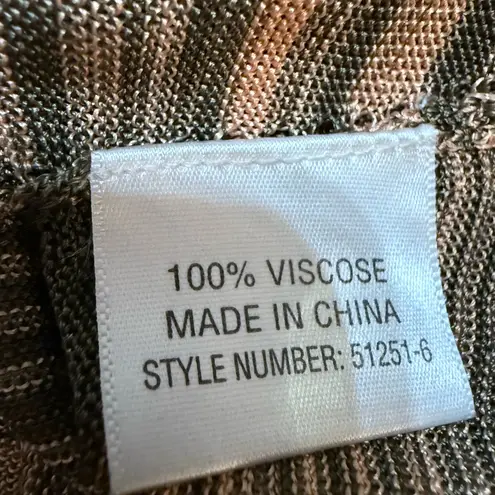 100% VISCOSE
MADE IN CHINA
STYLE NUMBER: 51251-6